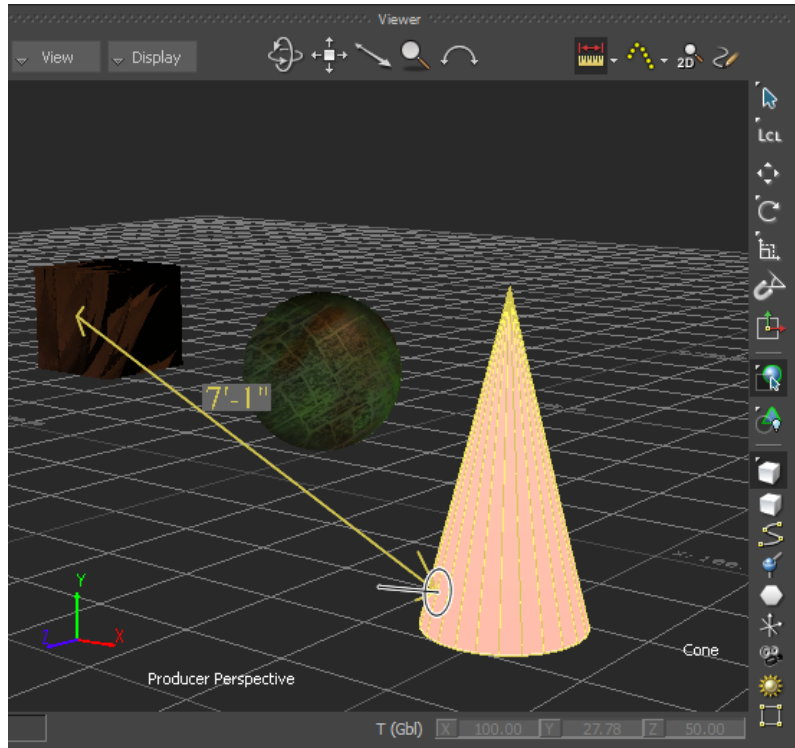 Viewer
View
Display
2D
LCL
7'-1"
Y
Z
X
Cone
Producer Perspective
T (Gbl) X 100.00 Y 27.78 Z 50.00